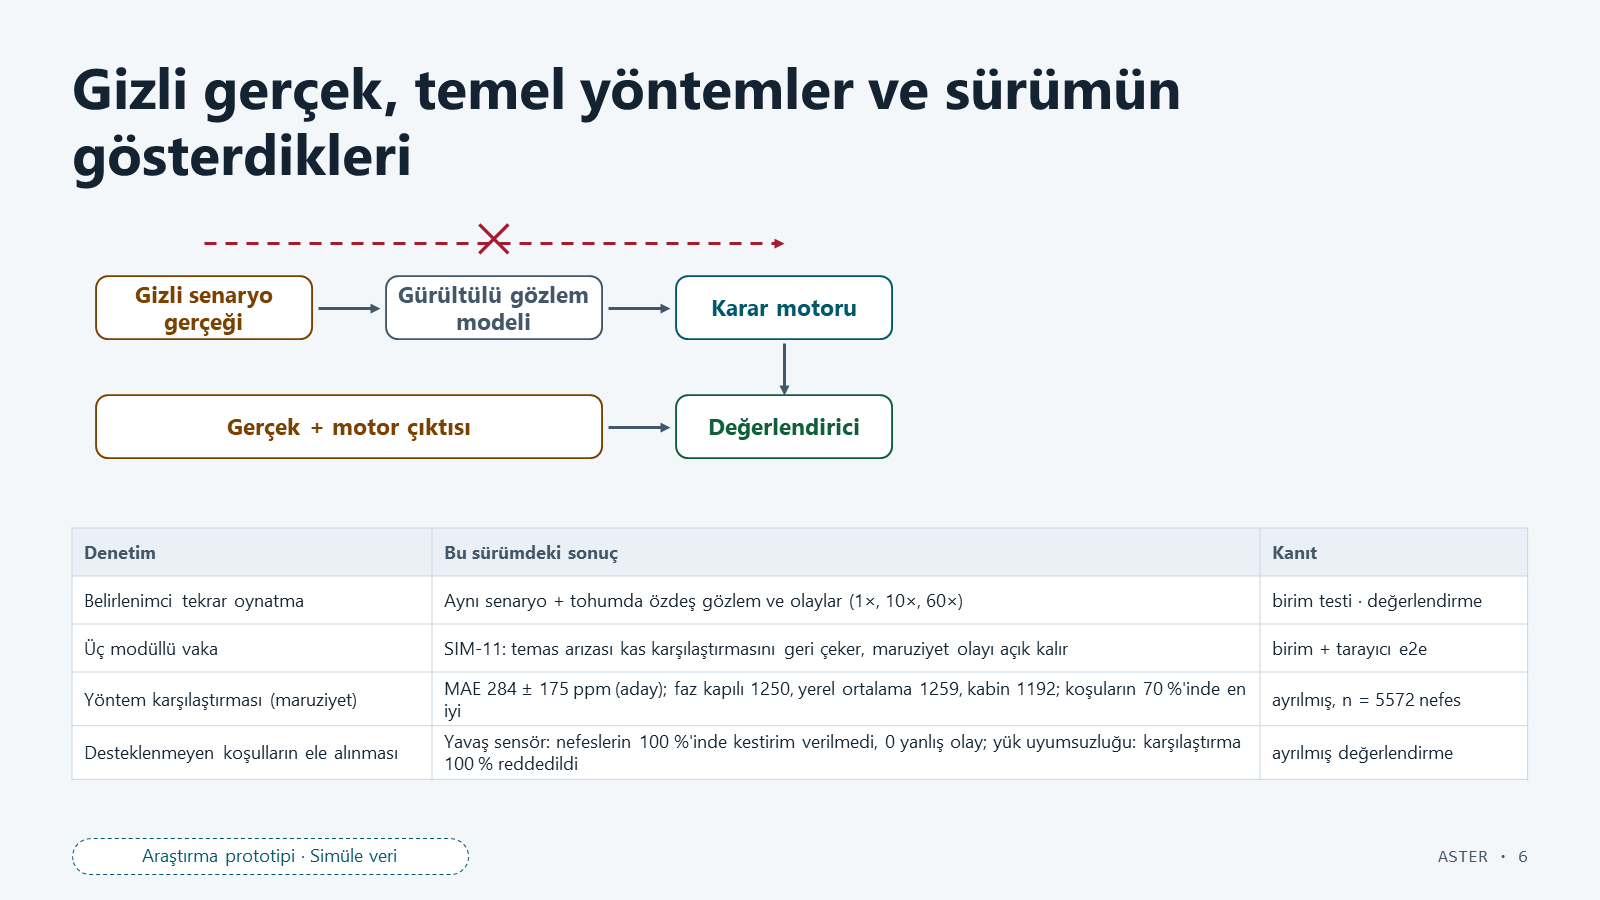 Gizli gerçek, temel yöntemler ve sürümün
gösterdikleri
Gizli senaryo
gerçeği
Gürültülü gözlem
modeli
Karar motoru
Gerçek + motor çıktısı
Değerlendirici
Denetim
Bu sürümdeki sonuç
Kanıt
Belirlenimci tekrar oynatma
Aynı senaryo + tohumda özdeş gözlem ve olaylar (1×, 10×, 60×)
birim testi · değerlendirme
Üç modüllü vaka
SIM-11: temas arızası kas karşılaştırmasını geri çeker, maruziyet olayı açık kalır
birim + tarayıcı e2e
Yöntem karşılaştırması (maruziyet)
MAE 284 ± 175 ppm (aday); faz kapılı 1250, yerel ortalama 1259, kabin 1192; koşuların 70 %'inde en
iyi
ayrılmış, n = 5572 nefes
Desteklenmeyen koşulların ele alınması
Yavaş sensör: nefeslerin 100 %'inde kestirim verilmedi, 0 yanlış olay; yük uyumsuzluğu: karşılaştırma
100 % reddedildi
ayrılmış değerlendirme
Araştırma prototipi · Simüle veri
ASTER · 6